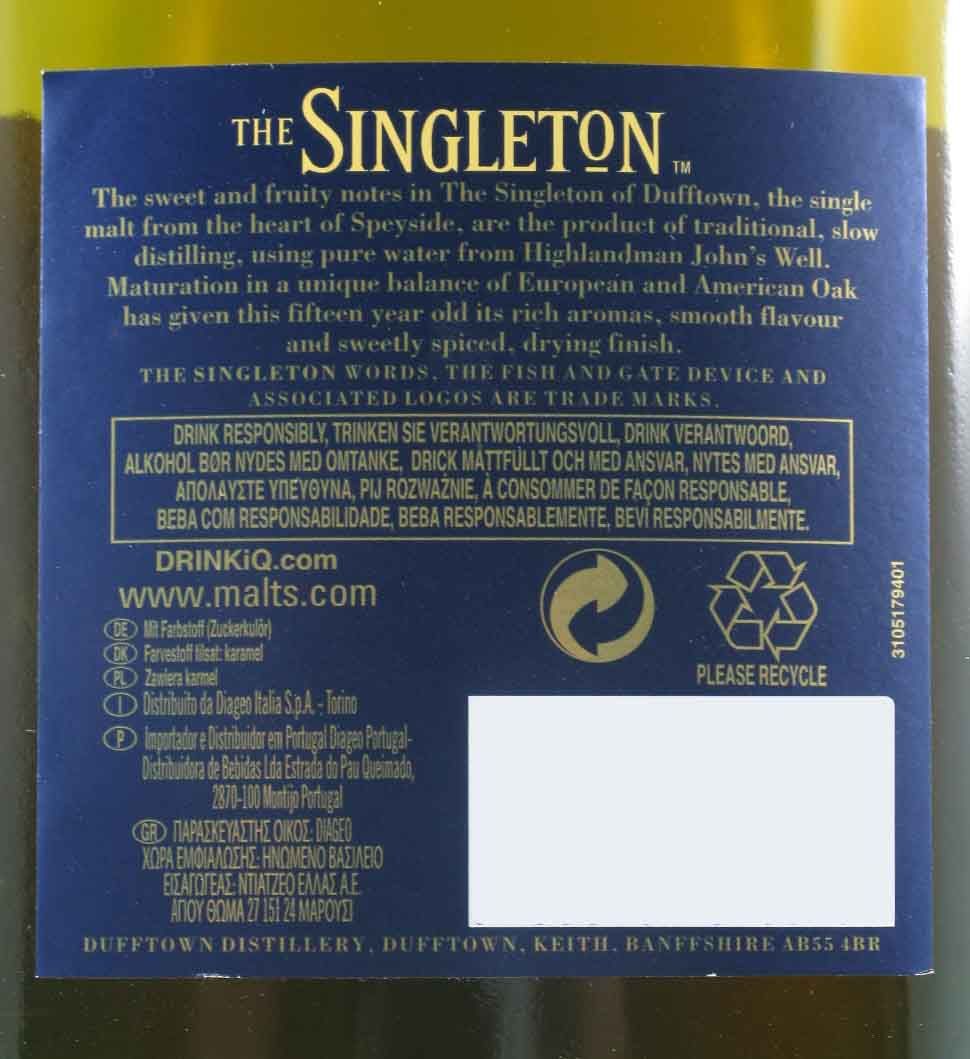 THE SINGLETON™
The sweet and fruity notes in The Singleton of Dufftown, the single
malt from the heart of Speyside, are the product of traditional, slow
distilling, using pure water from Highlandman John's Well.
Maturation in a unique balance of European and American Oak
has given this fifteen year old its rich aromas, smooth flavour
and sweetly spiced, drying finish.
THE SINGLETON WORDS, THE FISH AND GATE DEVICE AND
ASSOCIATED LOGOS ARE TRADE MARKS.
DRINK RESPONSIBLY, TRINKEN SIE VERANTWORTUNGSVOLL, DRINK VERANTWOORD,
ALKOHOL BØR NYDES MED OMTANKE, DRICK MÅTTFULLT OCH MED ANSVAR, NYTES MED ANSVAR,
ΑΠΟΛΑΥΣΤΕ ΥΠΕΥΘΥΝΑ, PIJ ROZWAŻNIE, À CONSOMMER DE FAÇON RESPONSABLE,
BEBA COM RESPONSABILIDADE, BEBA RESPONSABLEMENTE, BEVI RESPONSABILMENTE.
DRINKiQ.com
www.malts.com
DE Mit Farbstoff (Zuckerkulör)
DK Farvestoff tilsat: karamel
PL Zawiera karmel
I Distribuito da Diageo Italia S.p.A. - Torino
P Importador e Distribuidor em Portugal Diageo Portugal-
Distribuidora de Bebidas Lda Estrada do Pau Queimado,
2870-100 Montijo Portugal
GR ΠΑΡΑΣΚΕΥΑΣΤΗΣ ΟΙΚΟΣ: DIAGEO
ΧΩΡΑ ΕΜΦΙΑΛΩΣΗΣ: ΗΝΩΜΕΝΟ ΒΑΣΙΛΕΙΟ
ΕΙΣΑΓΩΓΕΑΣ: ΝΤΙΑΤΖΕΟ ΕΛΛΑΣ Α.Ε.
ΑΓΙΟΥ ΘΩΜΑ 27 151 24 ΜΑΡΟΥΣΙ
PLEASE RECYCLE
3105179401
DUFFTOWN DISTILLERY, DUFFTOWN, KEITH, BANFFSHIRE AB55 4BR